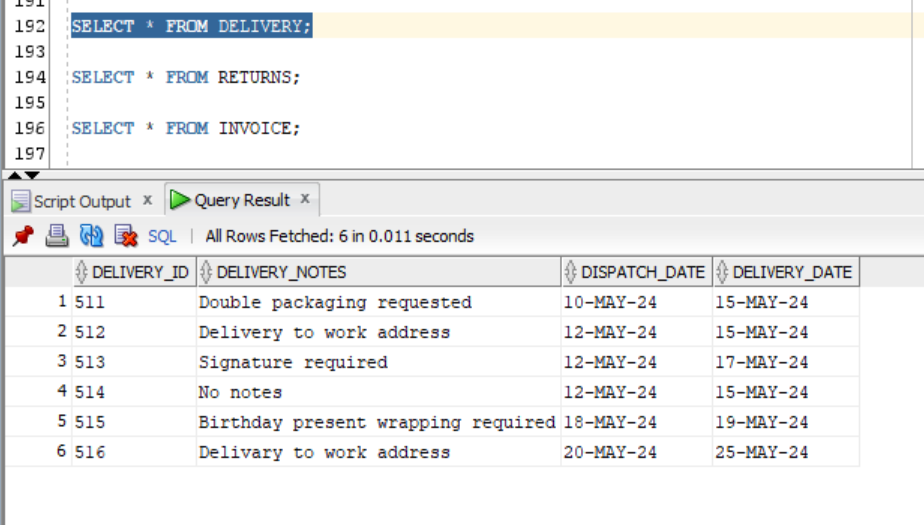 191
192 SELECT * FROM DELIVERY;
193
194 SELECT * FROM RETURNS;
195
196 SELECT * FROM INVOICE;
197
Script Output x Query Result x
SQL | All Rows Fetched: 6 in 0.011 seconds
DELIVERY_ID DELIVERY_NOTES DISPATCH_DATE DELIVERY_DATE
1 511 Double packaging requested 10-MAY-24 15-MAY-24
2 512 Delivery to work address 12-MAY-24 15-MAY-24
3 513 Signature required 12-MAY-24 17-MAY-24
4 514 No notes 12-MAY-24 15-MAY-24
5 515 Birthday present wrapping required 18-MAY-24 19-MAY-24
6 516 Delivary to work address 20-MAY-24 25-MAY-24